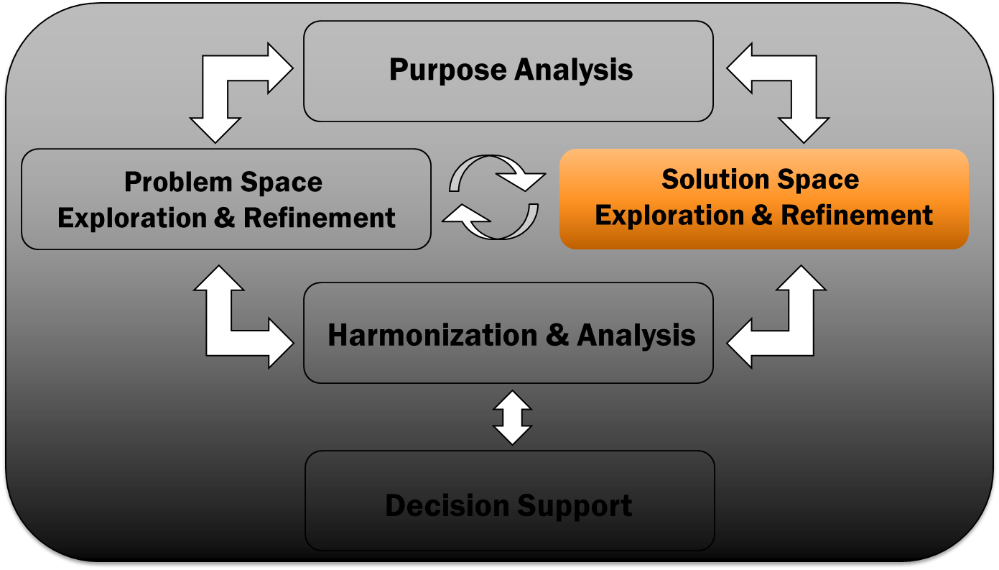 Purpose Analysis
Problem Space
Exploration & Refinement
Solution Space
Exploration & Refinement
Harmonization & Analysis
Decision Support